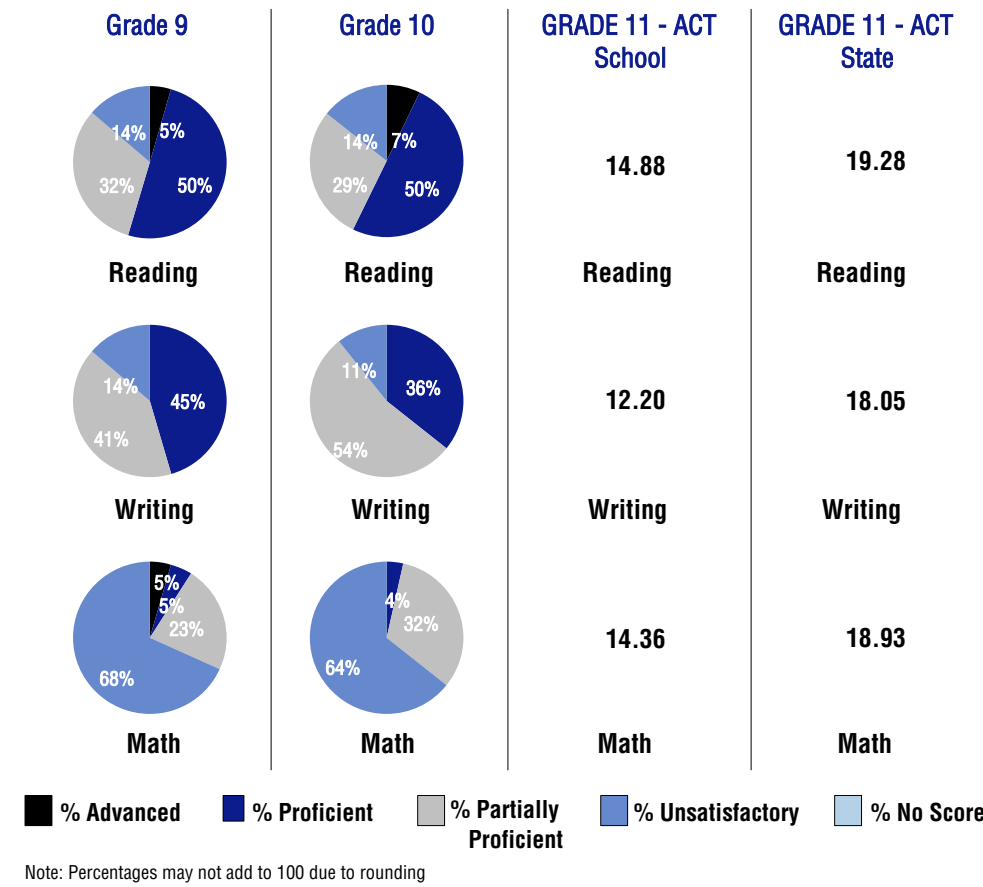 Grade 9
Grade 10
GRADE 11 - ACT
School
GRADE 11 - ACT
State
14%
5%
32%
50%
14%
7%
29%
50%
14.88
19.28
Reading
Reading
Reading
Reading
14%
45%
41%
11%
36%
54%
12.20
18.05
Writing
Writing
Writing
Writing
5%
5%
23%
68%
4%
32%
64%
14.36
18.93
Math
Math
Math
Math
% Advanced
% Proficient
% Partially
Proficient
% Unsatisfactory
% No Score
Note: Percentages may not add to 100 due to rounding